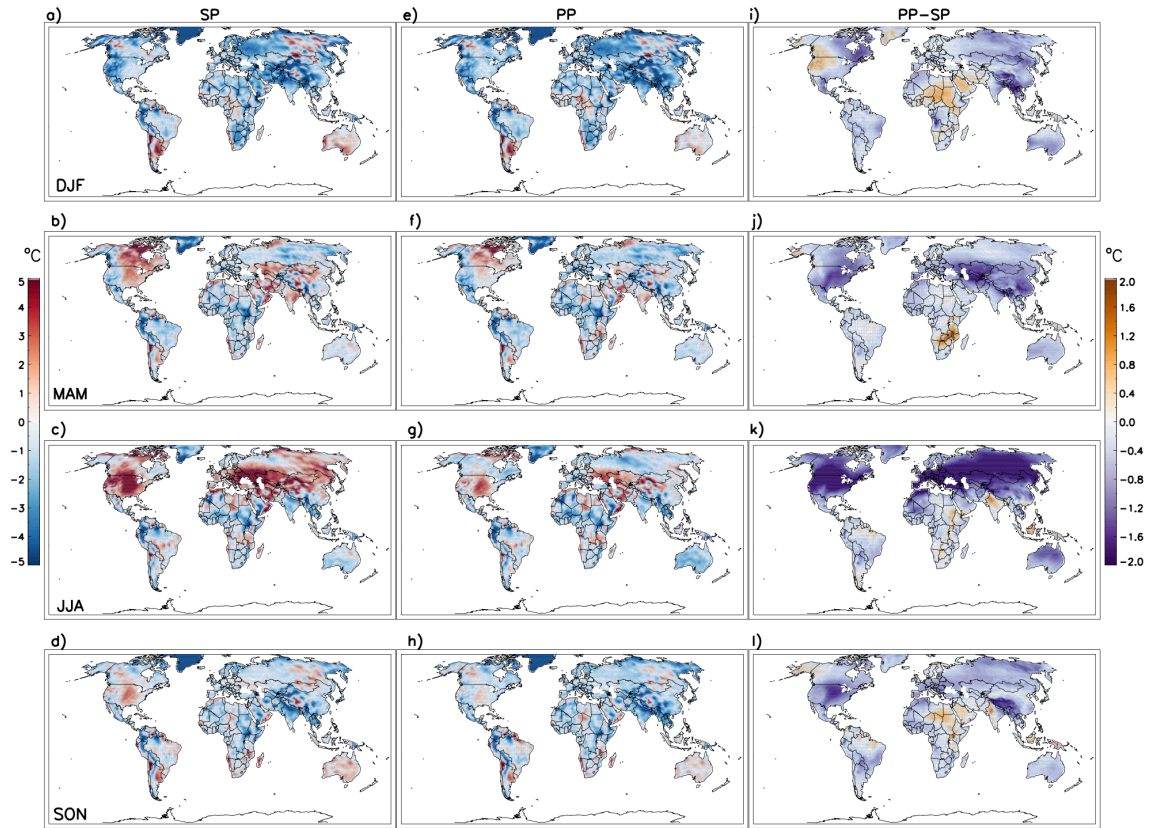 SP PP PP−SP
a) e) i)
DJF
b) f) j)
MAM
°C °C
5 2.0
4 1.6
3 1.2
2 0.8
1 0.4
0 0.0
−1 −0.4
−2 −0.8
−3 −1.2
−4 −1.6
−5 −2.0
c) g) k)
JJA
d) h) l)
SON